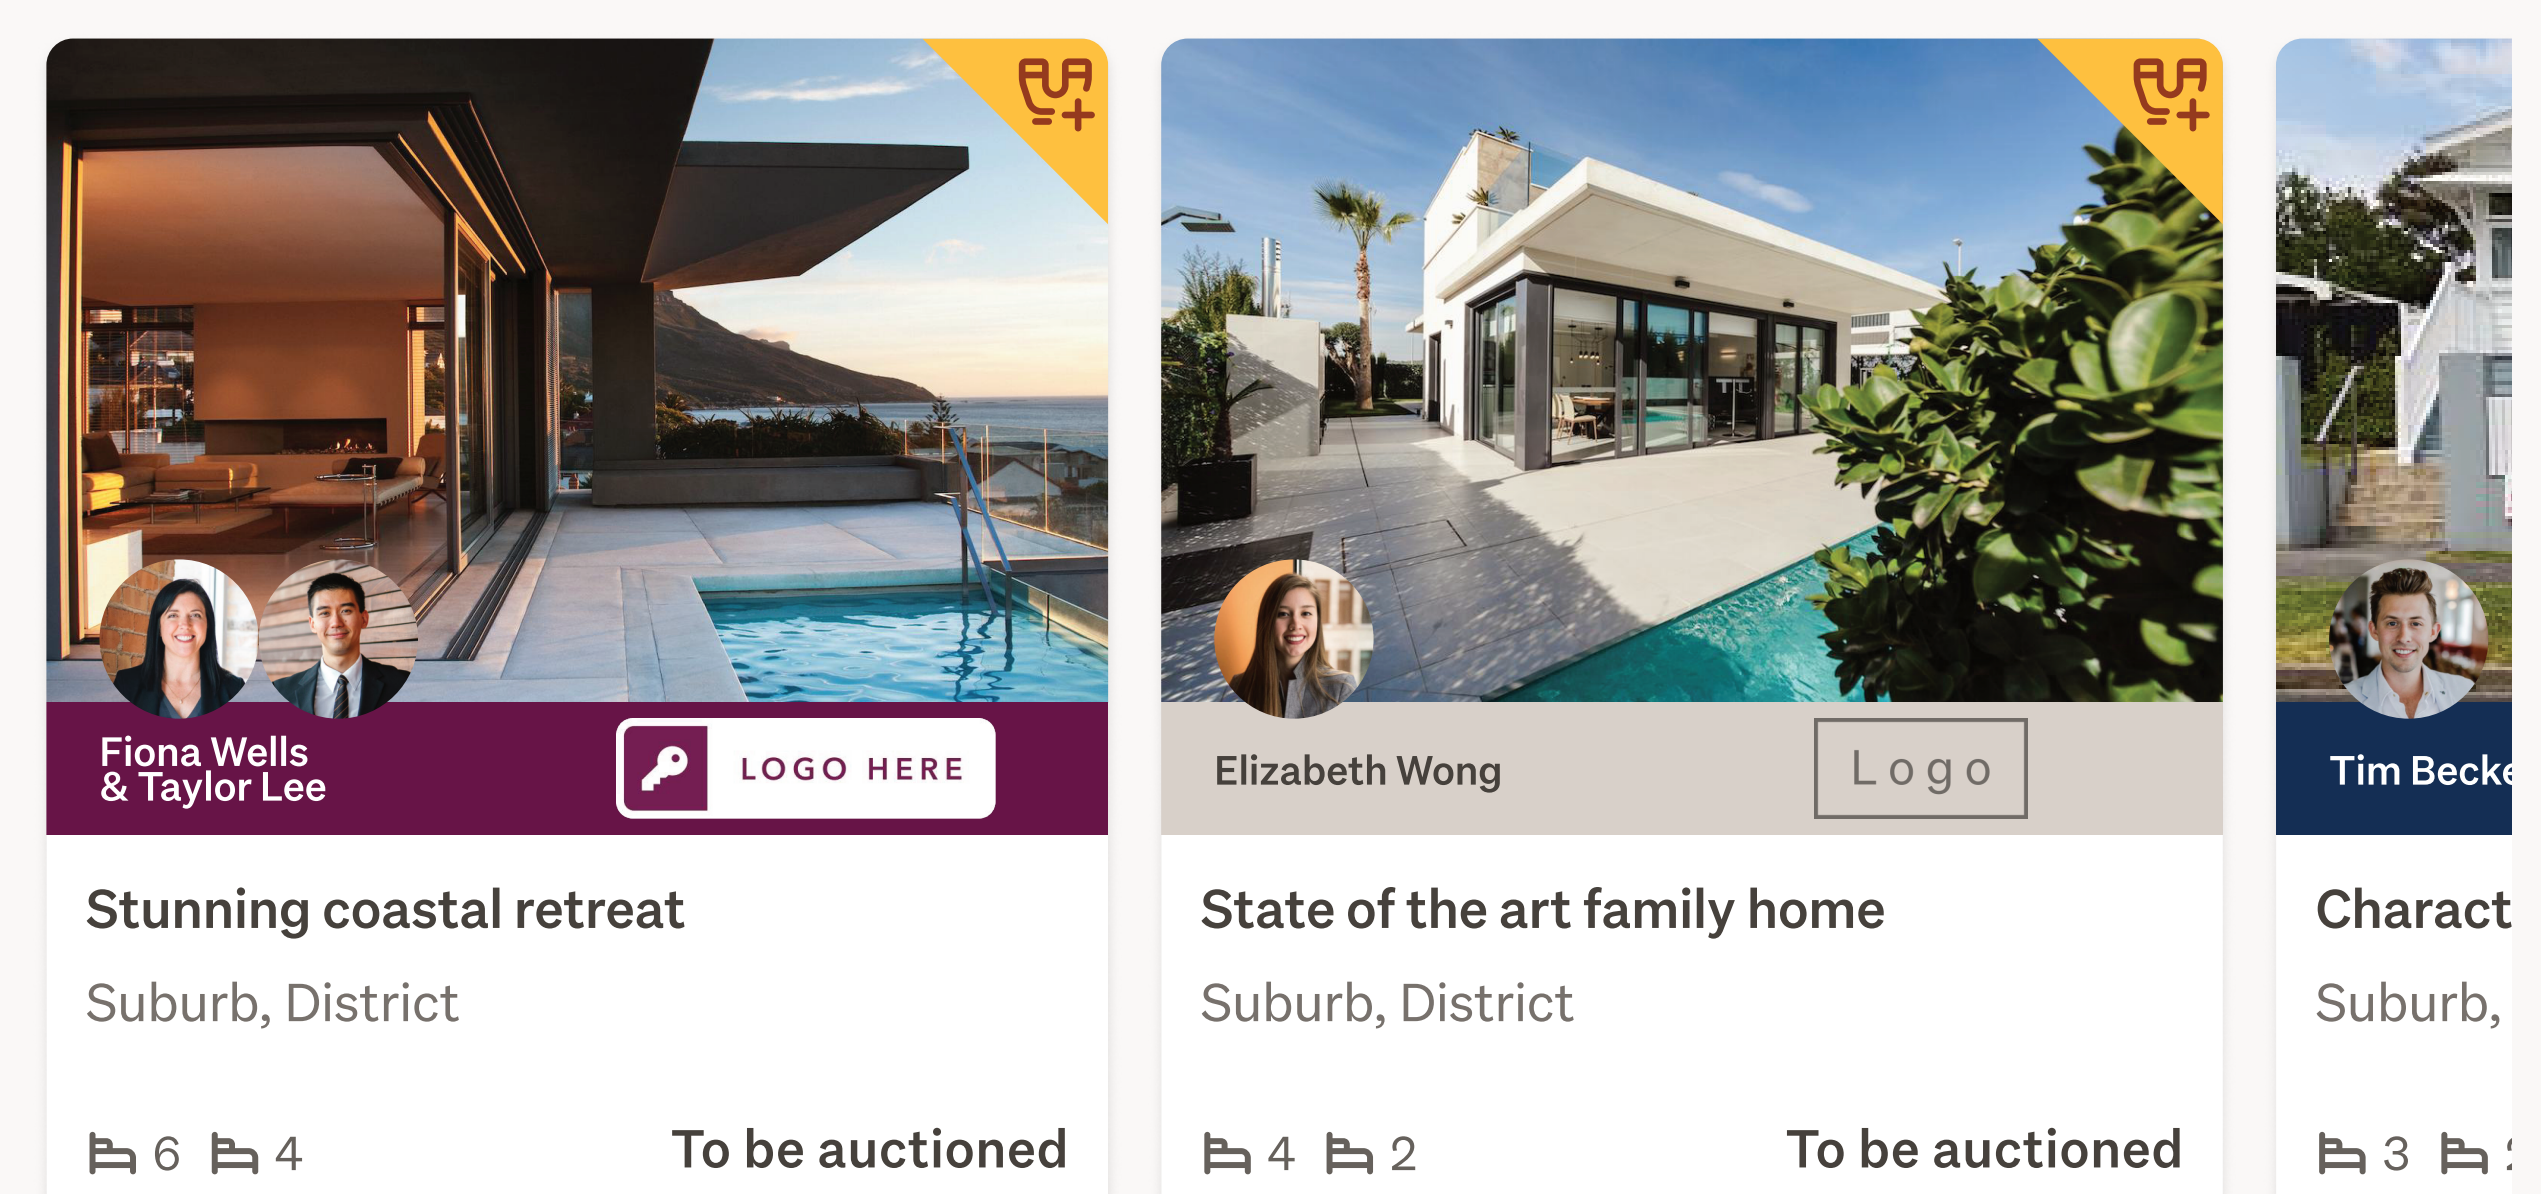 Fiona Wells
& Taylor Lee
LOGO HERE
Stunning coastal retreat
Suburb, District
6 4
To be auctioned
Elizabeth Wong
Logo
State of the art family home
Suburb, District
4 2
To be auctioned
Tim Becke
Charact
Suburb,
3